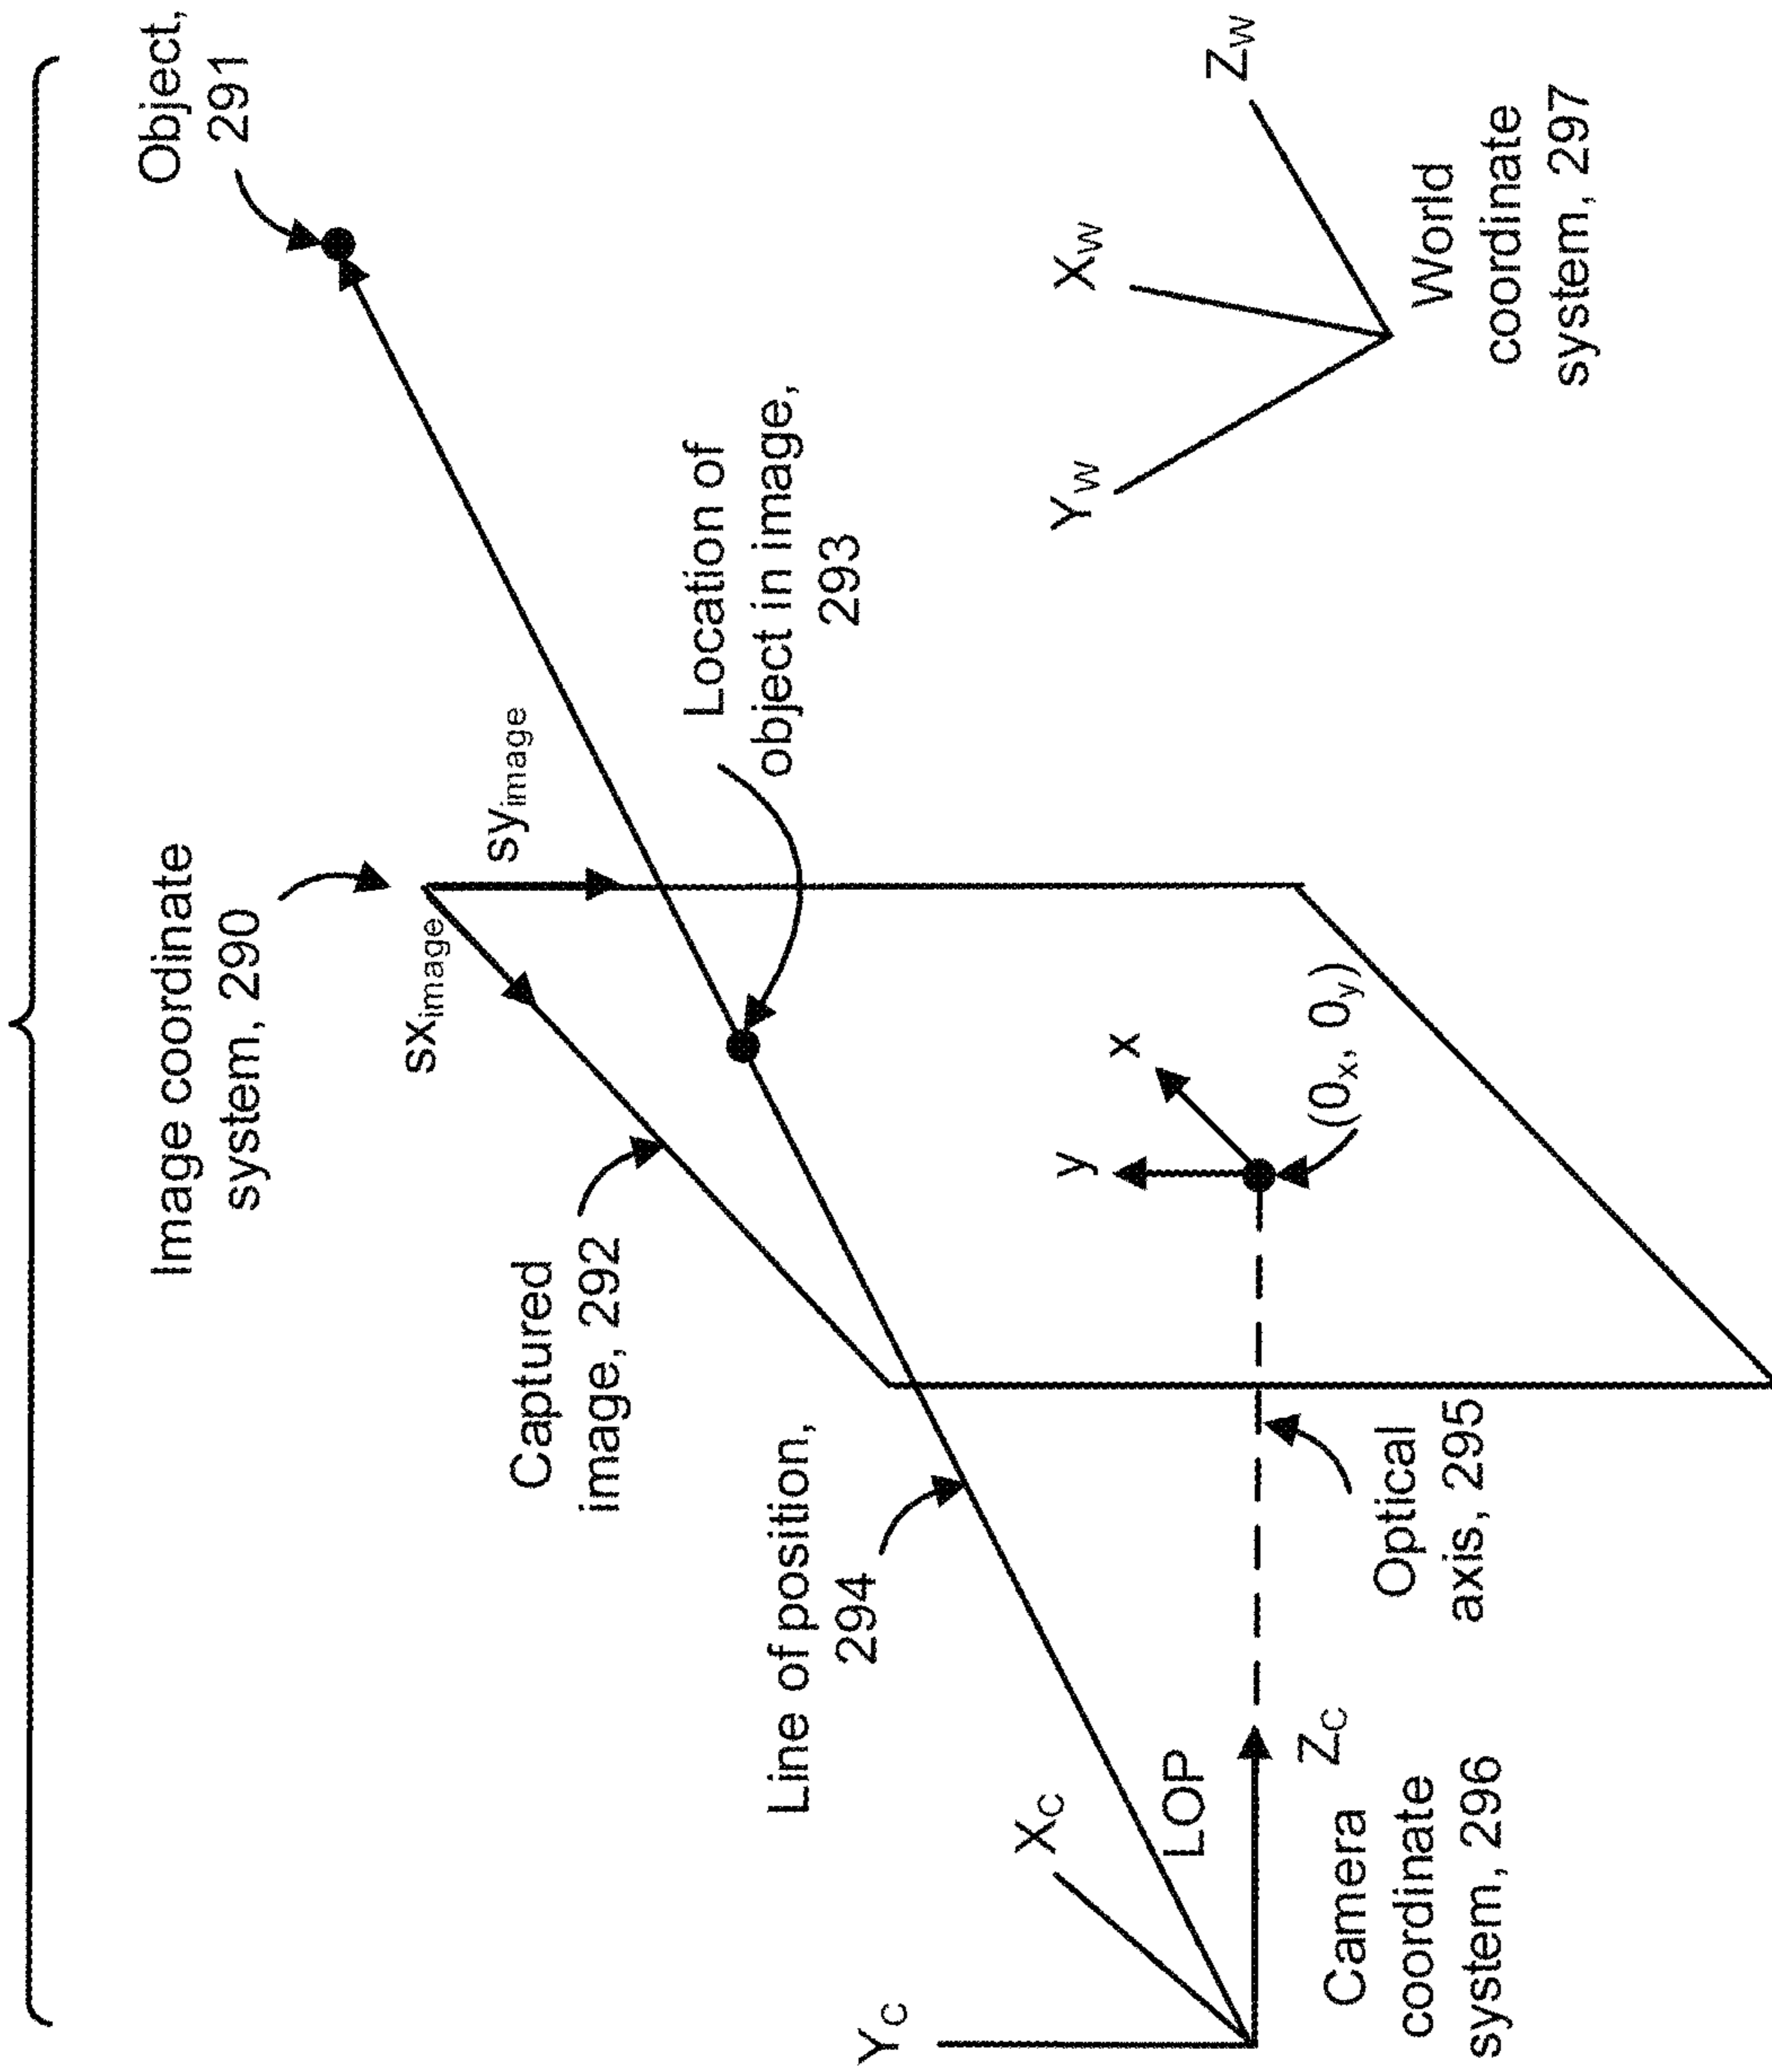 Object,
291
Image coordinate
system, 290
sx_image
sy_image
Captured
image, 292
Location of
object in image,
293
Line of position,
294
LOP
Y_C
X_C
Z_C
Camera
coordinate
system, 296
Optical
axis, 295
y
x
(0_x, 0_y)
Y_W
X_W
Z_W
World
coordinate
system, 297